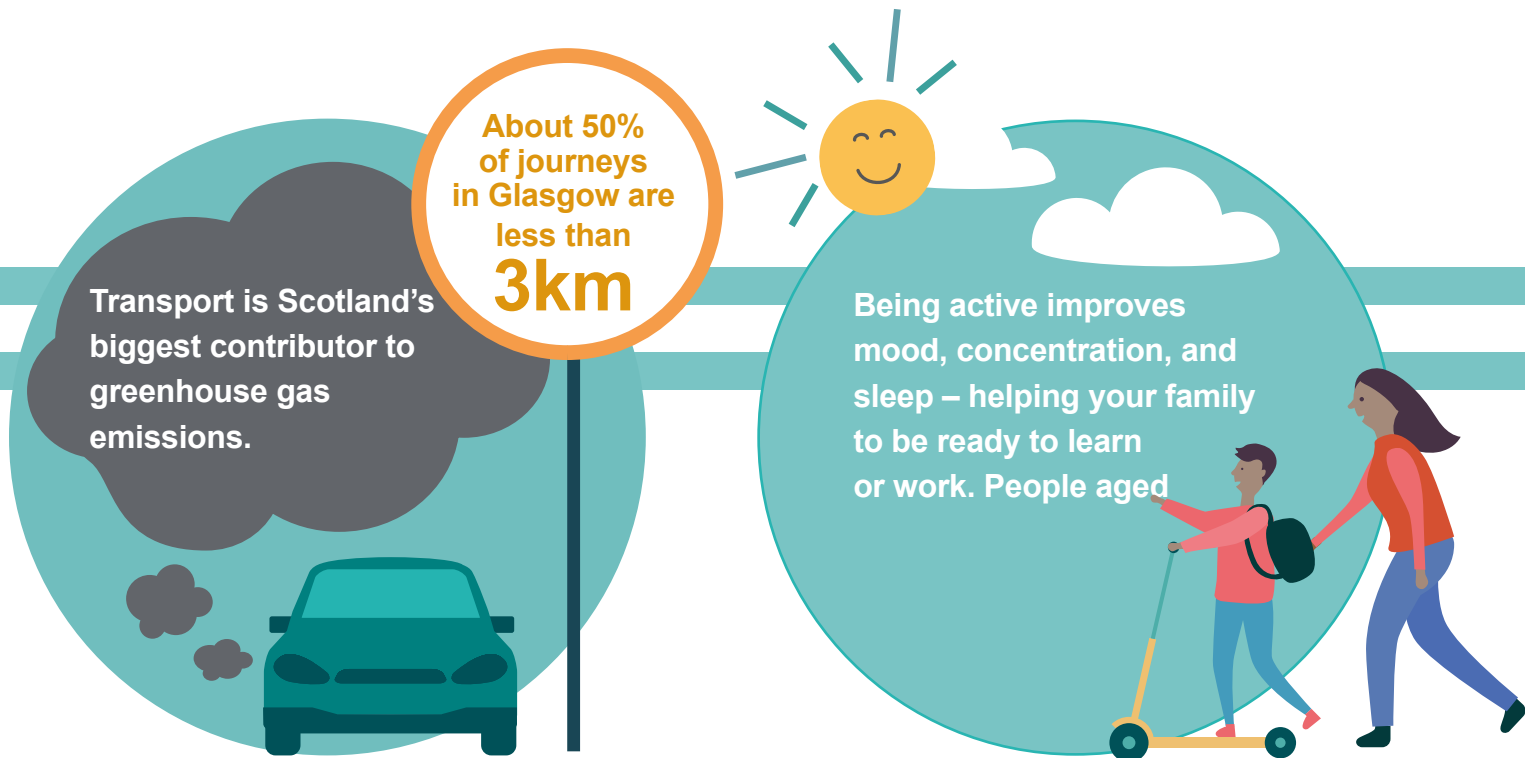 Transport is Scotland’s
biggest contributor to
greenhouse gas
emissions.
About 50%
of journeys
in Glasgow are
less than
3km
Being active improves
mood, concentration, and
sleep – helping your family
to be ready to learn
or work. People aged